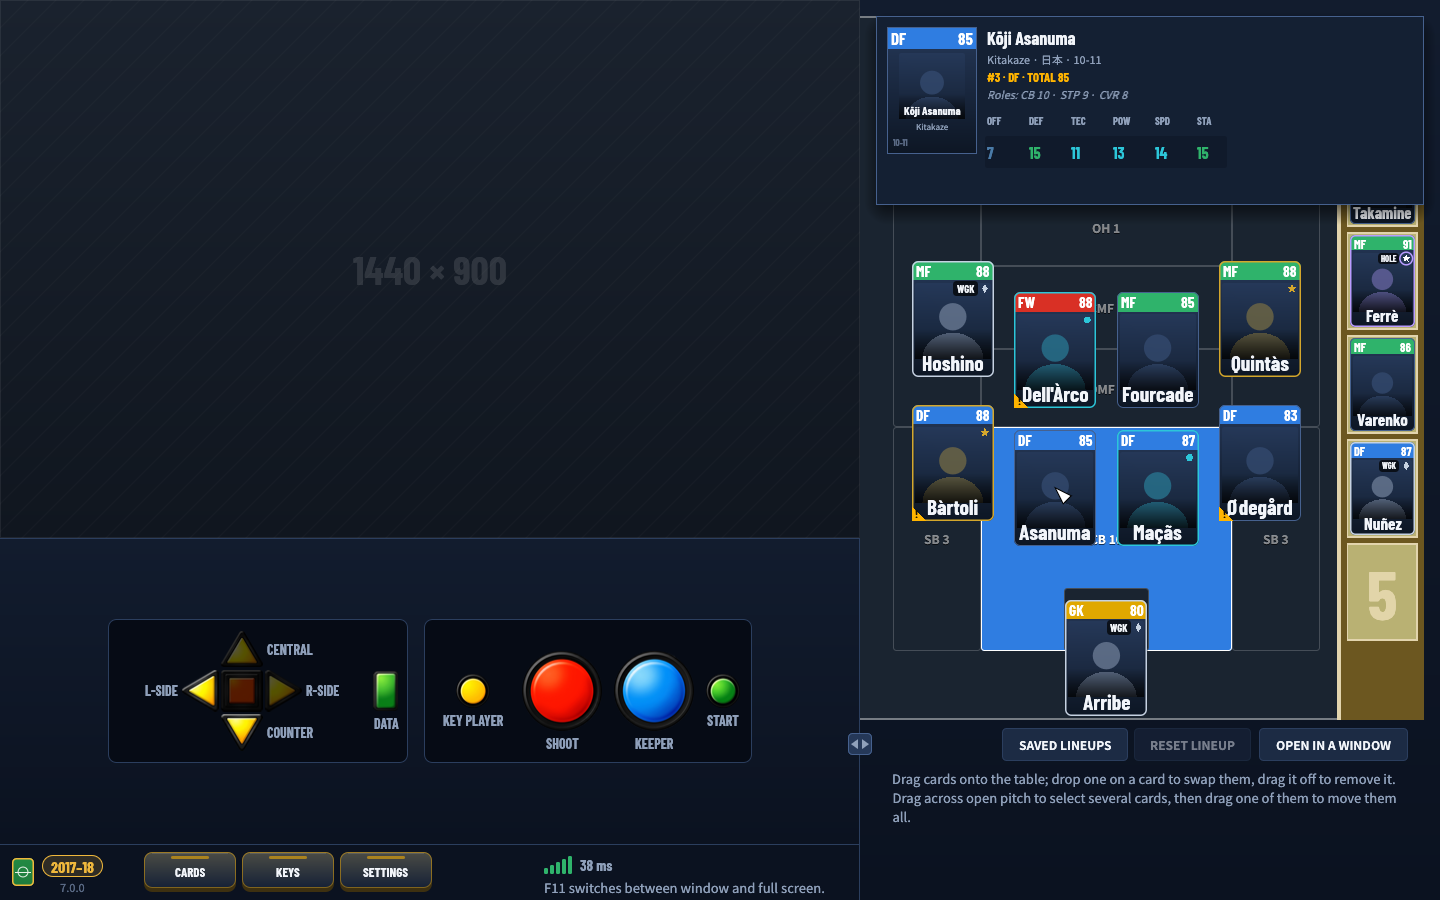 1440 × 900
DF 85
Kōji Asanuma
Kitakaze
10-11
Kōji Asanuma
Kitakaze · 日本 · 10-11
#3 · DF · TOTAL 85
Roles: CB 10 · STP 9 · CVR 8
OFF DEF TEC POW SPD STA
7 15 11 13 14 15
Takamine
OH 1
MF 91
HOLE
Ferrè
MF 88
WGK
Hoshino
FW 88
Dell'Àrco
MF
MF 85
Fourcade
MF 88
Quintàs
MF 86
Varenko
DF 88
Bàrtoli
DF 85
Asanuma
DF 87
Maçãs
DF 83
Ødegård
DF 87
WGK
Nuñez
SB 3
SB 3
5
GK 80
WGK
Arribe
CENTRAL
L-SIDE
R-SIDE
COUNTER
DATA
KEY PLAYER
SHOOT
KEEPER
START
SAVED LINEUPS
RESET LINEUP
OPEN IN A WINDOW
Drag cards onto the table; drop one on a card to swap them, drag it off to remove it.
Drag across open pitch to select several cards, then drag one of them to move them
all.
2017-18
7.0.0
CARDS
KEYS
SETTINGS
38 ms
F11 switches between window and full screen.